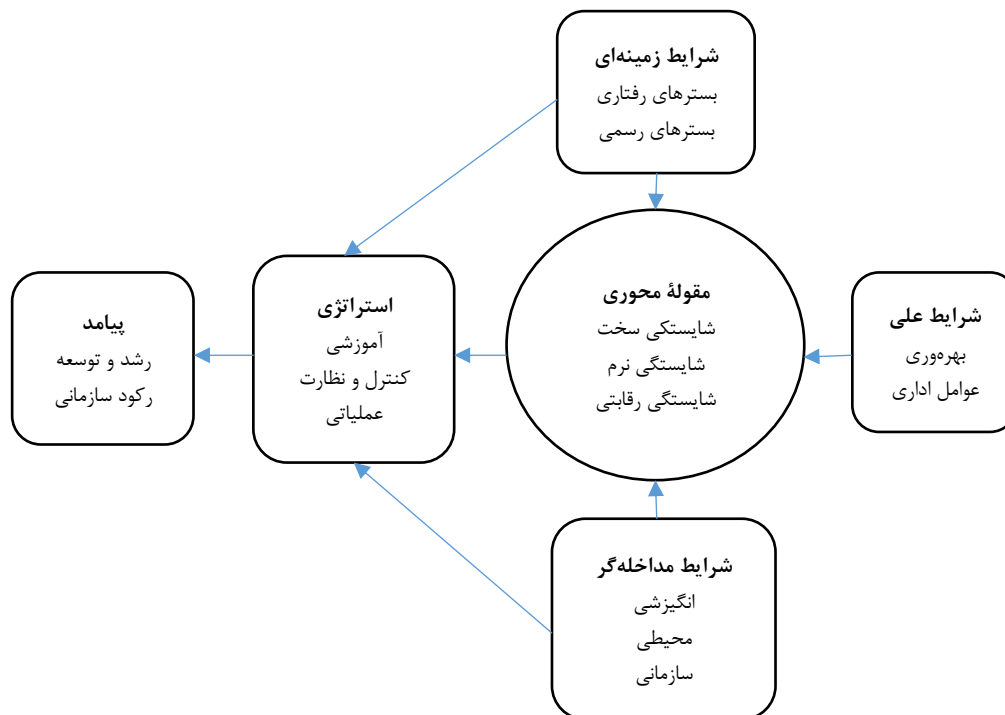 شرایط زمینه‌ای
بسترهای رفتاری
بسترهای رسمی
شرایط علی
بهره‌وری
عوامل اداری
مقولۀ محوری
شایستکی سخت
شایستگی نرم
شایستگی رقابتی
استراتژی
آموزشی
کنترل و نظارت
عملیاتی
پیامد
رشد و توسعه
رکود سازمانی
شرایط مداخله‌گر
انگیزشی
محیطی
سازمانی